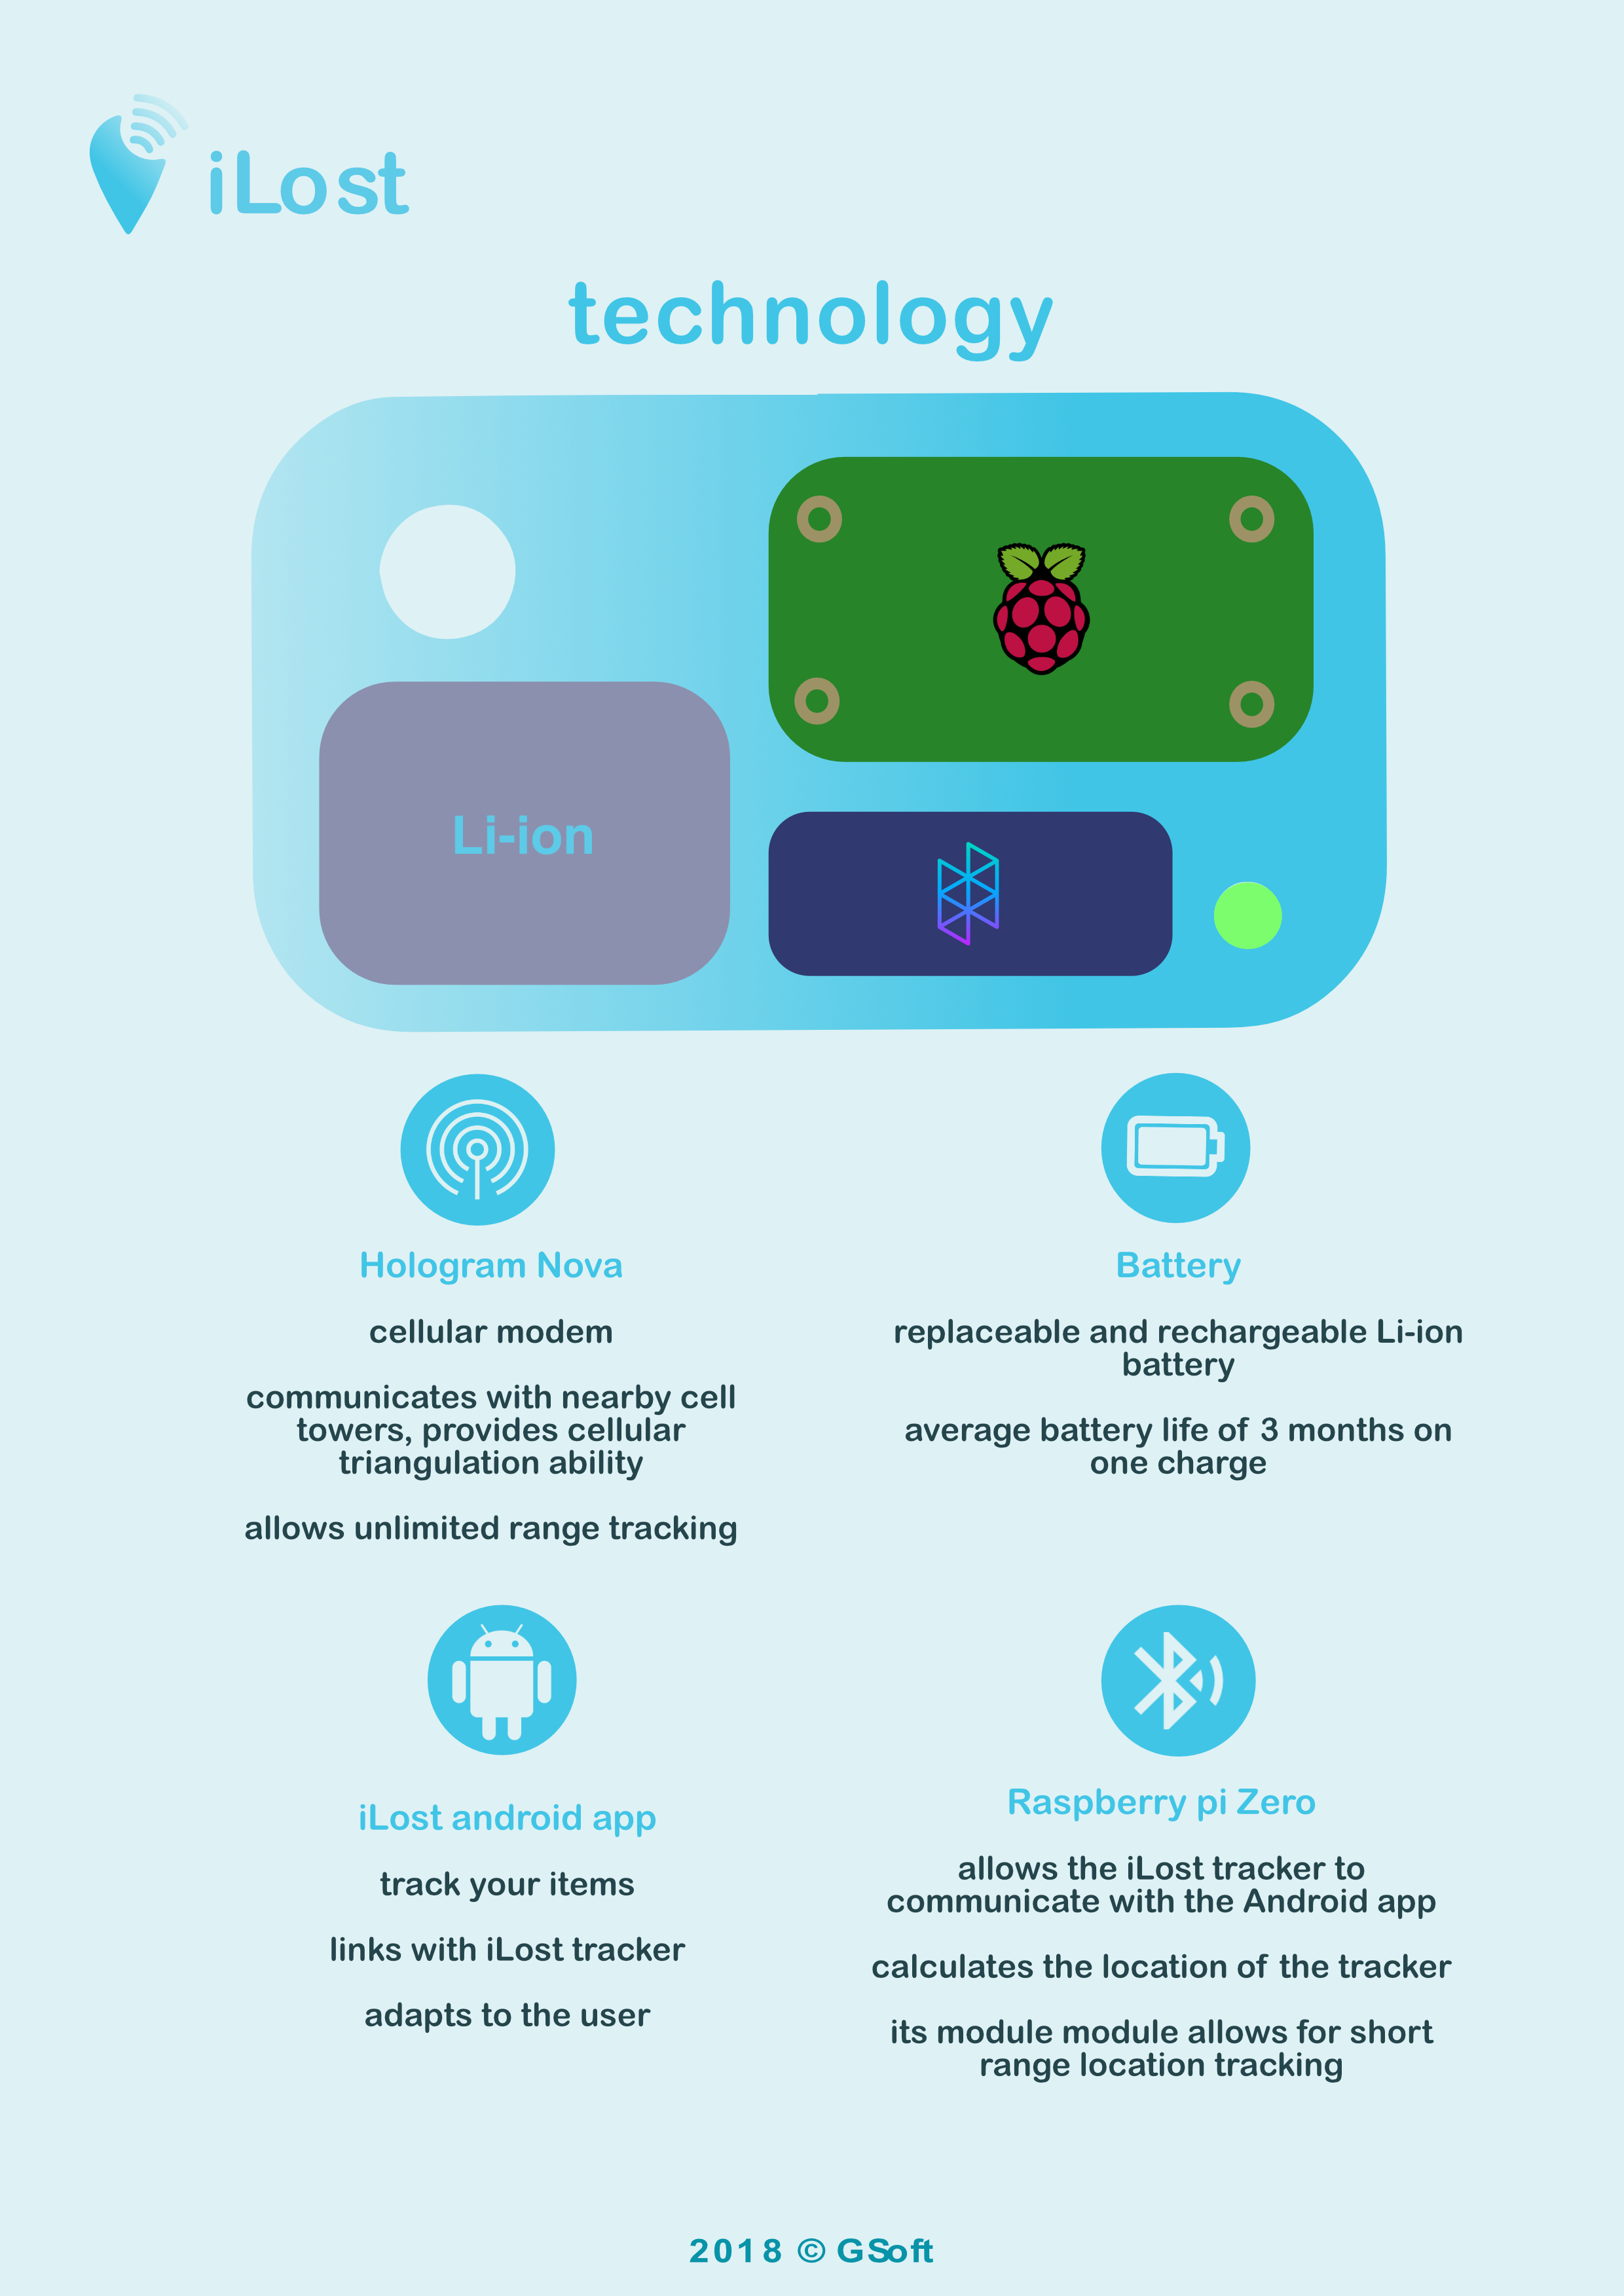 iLost
technology
Li-ion
Hologram Nova
cellular modem
communicates with nearby cell
towers, provides cellular
triangulation ability
allows unlimited range tracking
Battery
replaceable and rechargeable Li-ion
battery
average battery life of 3 months on
one charge
iLost android app
track your items
links with iLost tracker
adapts to the user
Raspberry pi Zero
allows the iLost tracker to
communicate with the Android app
calculates the location of the tracker
its module module allows for short
range location tracking
2018 © GSoft